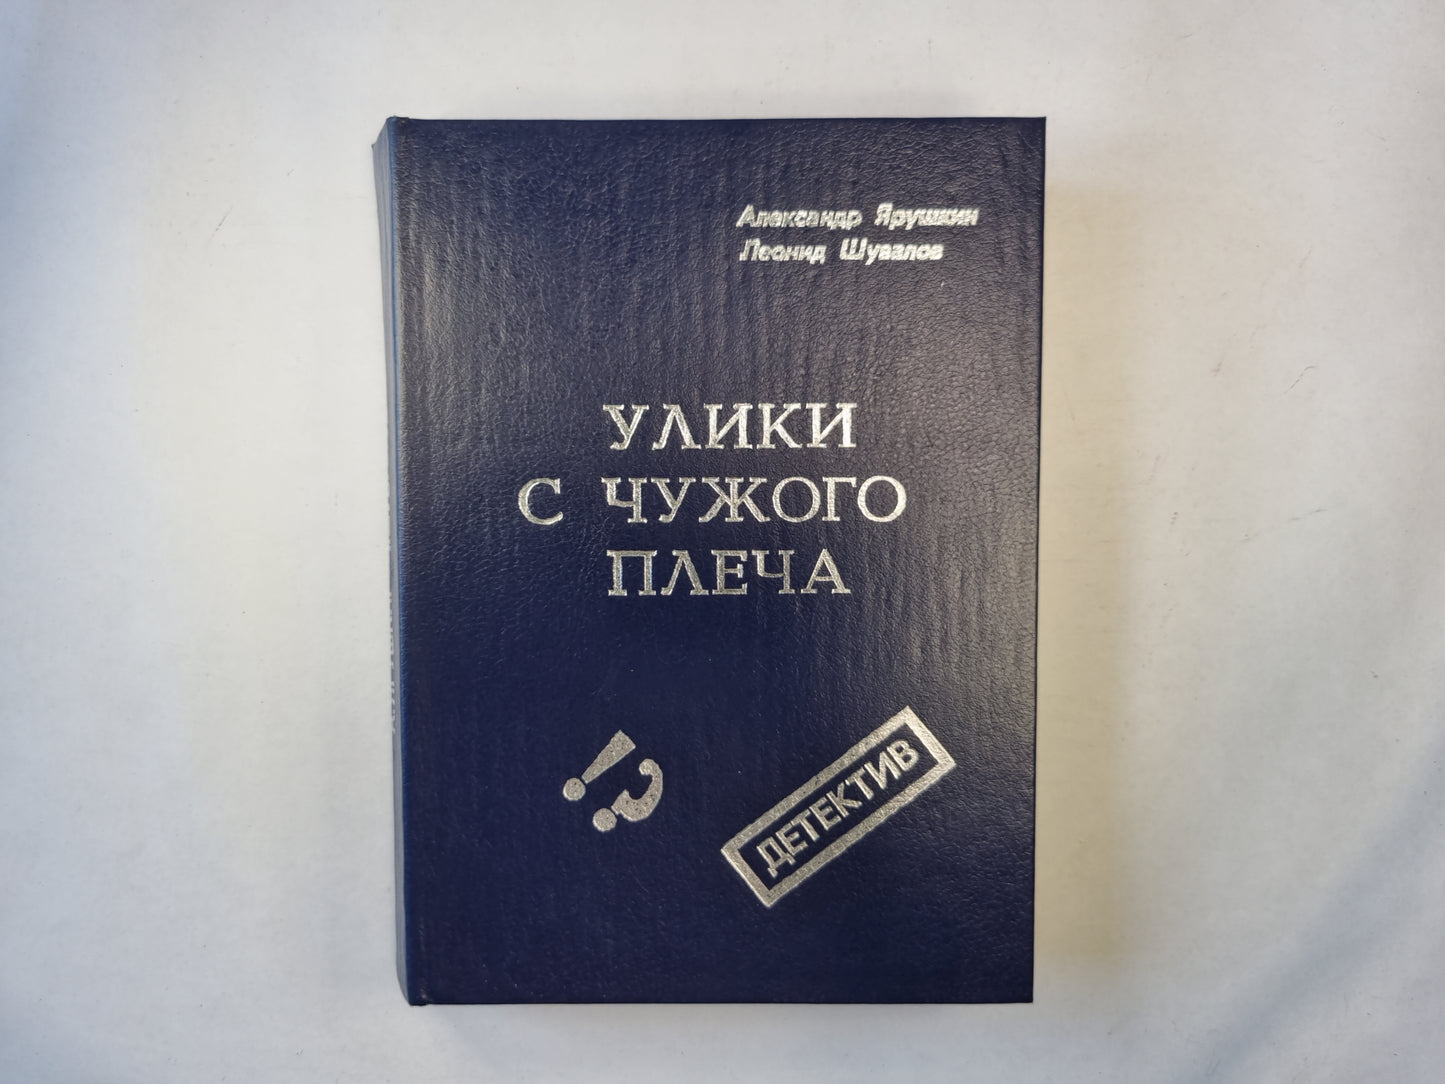 Александр Ярушкин
Леонид Шувалов
УЛИКИ
С ЧУЖОГО
ПЛЕЧА
!?
ДЕТЕКТИВ